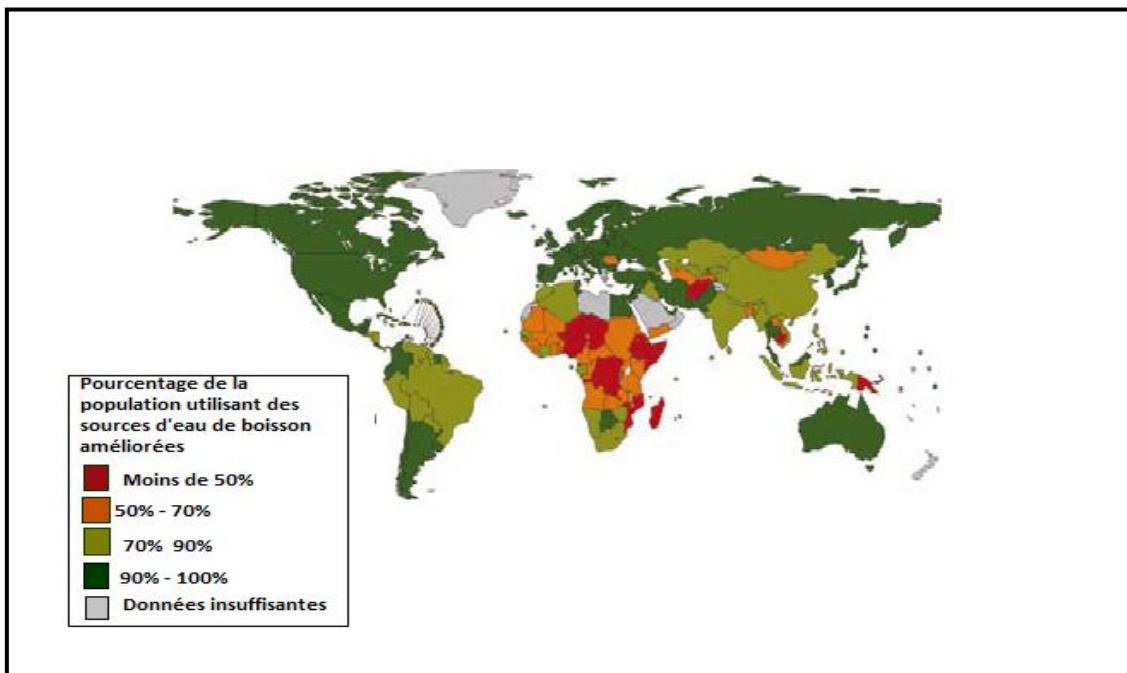 Pourcentage de la
population utilisant des
sources d'eau de boisson
améliorées
Moins de 50%
50% - 70%
70% 90%
90% - 100%
Données insuffisantes